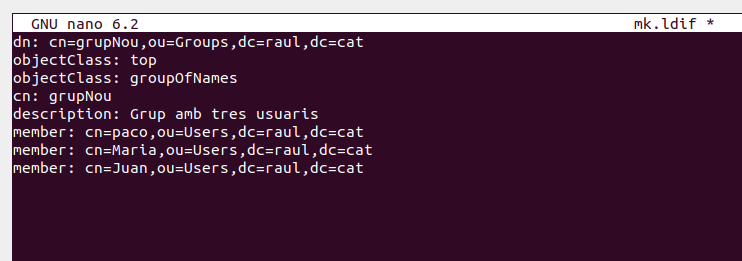 GNU nano 6.2 mk.ldif *
dn: cn=grupNou,ou=Groups,dc=raul,dc=cat
objectClass: top
objectClass: groupOfNames
cn: grupNou
description: Grup amb tres usuaris
member: cn=paco,ou=Users,dc=raul,dc=cat
member: cn=Maria,ou=Users,dc=raul,dc=cat
member: cn=Juan,ou=Users,dc=raul,dc=cat